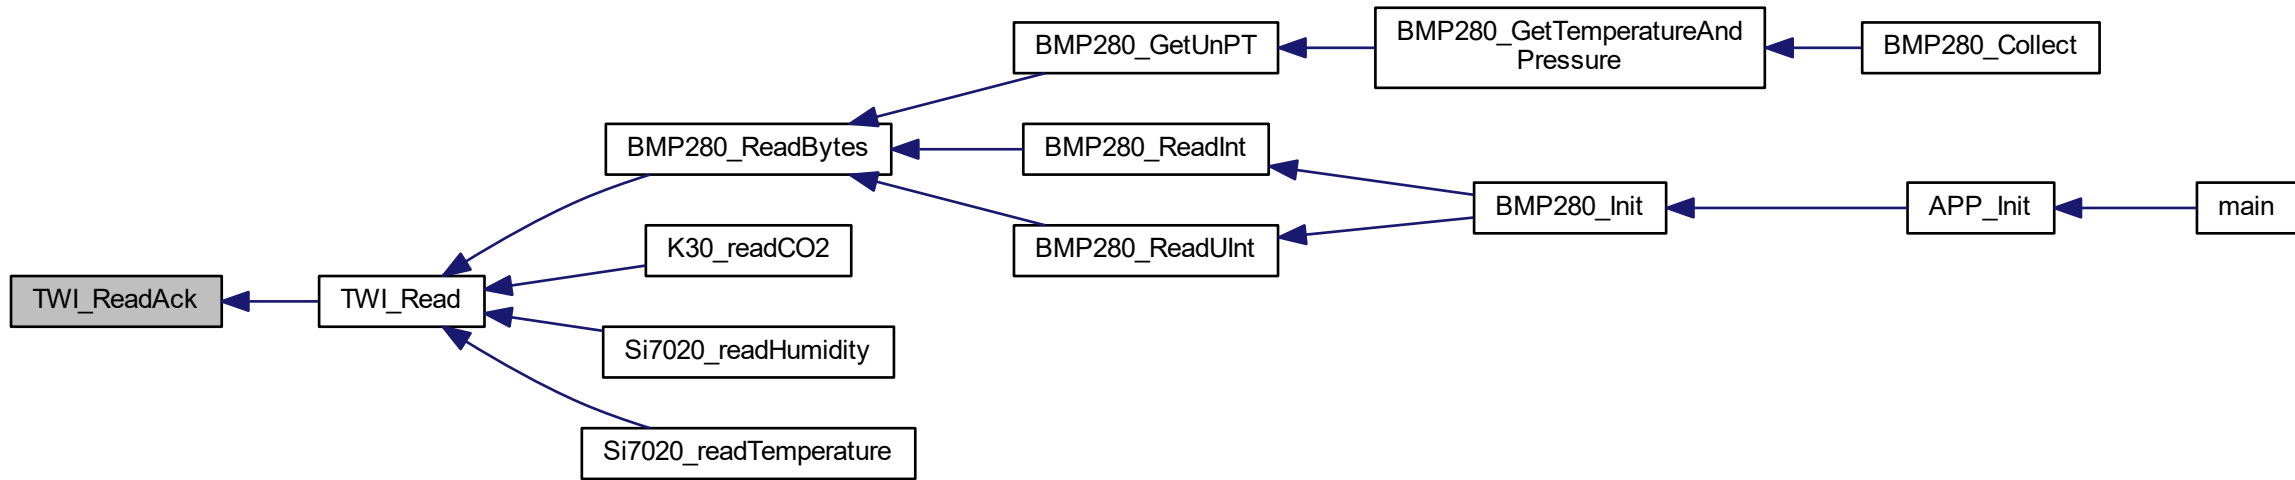 BMP280_GetUnPT
BMP280_GetTemperatureAnd
Pressure
BMP280_Collect
BMP280_ReadBytes
BMP280_ReadInt
BMP280_Init
APP_Init
main
K30_readCO2
BMP280_ReadUInt
TWI_ReadAck
TWI_Read
Si7020_readHumidity
Si7020_readTemperature